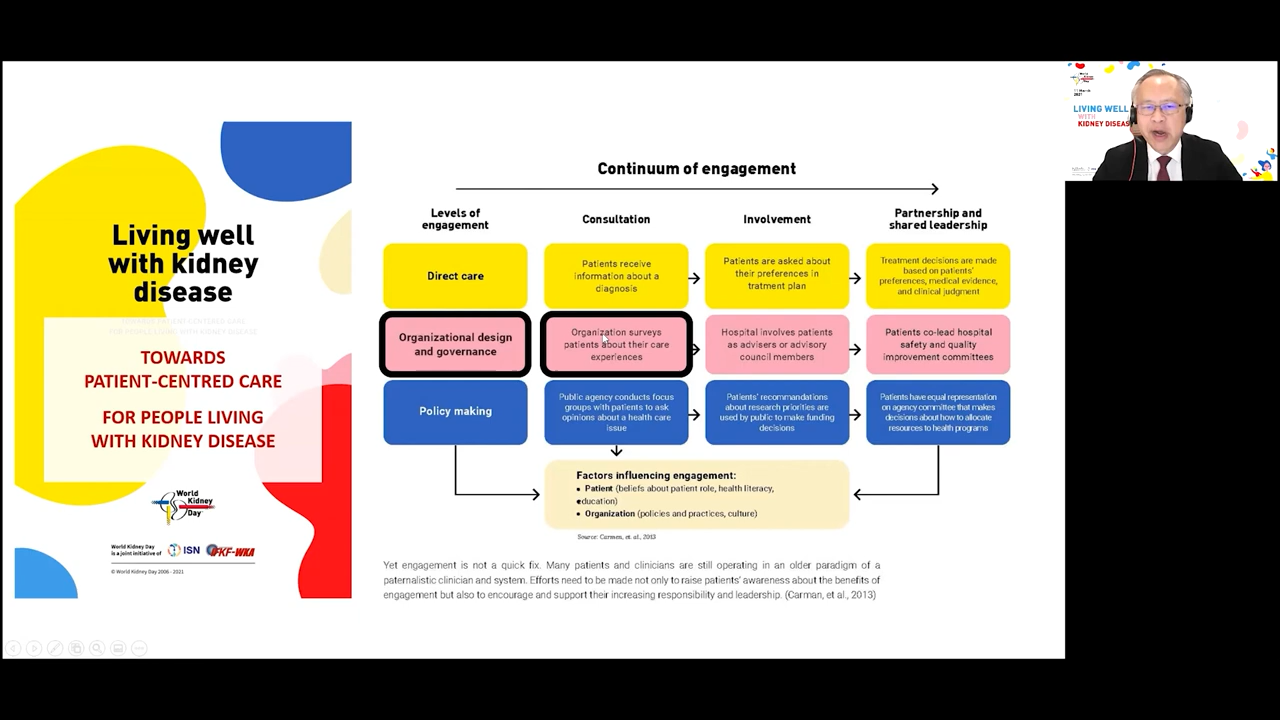 Living well
with kidney
disease
TOWARDS
PATIENT-CENTRED CARE
FOR PEOPLE LIVING
WITH KIDNEY DISEASE
World
Kidney
Day
World Kidney Day
is a joint initiative of
ISN
IFKF-WKA
© World Kidney Day 2006 - 2021
Continuum of engagement
Levels of
engagement
Consultation
Involvement
Partnership and
shared leadership
Direct care
Patients receive
information about a
diagnosis
Patients are asked about
their preferences in
tratment plan
Treatment decisions are made
based on patients'
preferences, medical evidence,
and clinical judgment
Organizational design
and governance
Organization surveys
patients about their care
experiences
Hospital involves patients
as advisers or advisory
council members
Patients co-lead hospital
safety and quality
improvement committees
Policy making
Public agency conducts focus
groups with patients to ask
opinions about a health care
issue
Patients' recommendations
about research priorities are
used by public to make funding
decisions
Patients have equal representation
on agency committee that makes
decisions about how to allocate
resources to health programs
Factors influencing engagement:
• Patient (beliefs about patient role, health literacy,
education)
• Organization (policies and practices, culture)
Source: Carmen, et. al., 2013
Yet engagement is not a quick fix. Many patients and clinicians are still operating in an older paradigm of a
paternalistic clinician and system. Efforts need to be made not only to raise patients' awareness about the benefits of
engagement but also to encourage and support their increasing responsibility and leadership. (Carman, et al., 2013)
World
Kidney
Day
2021
LIVING WELL
WITH
KIDNEY DISEAS